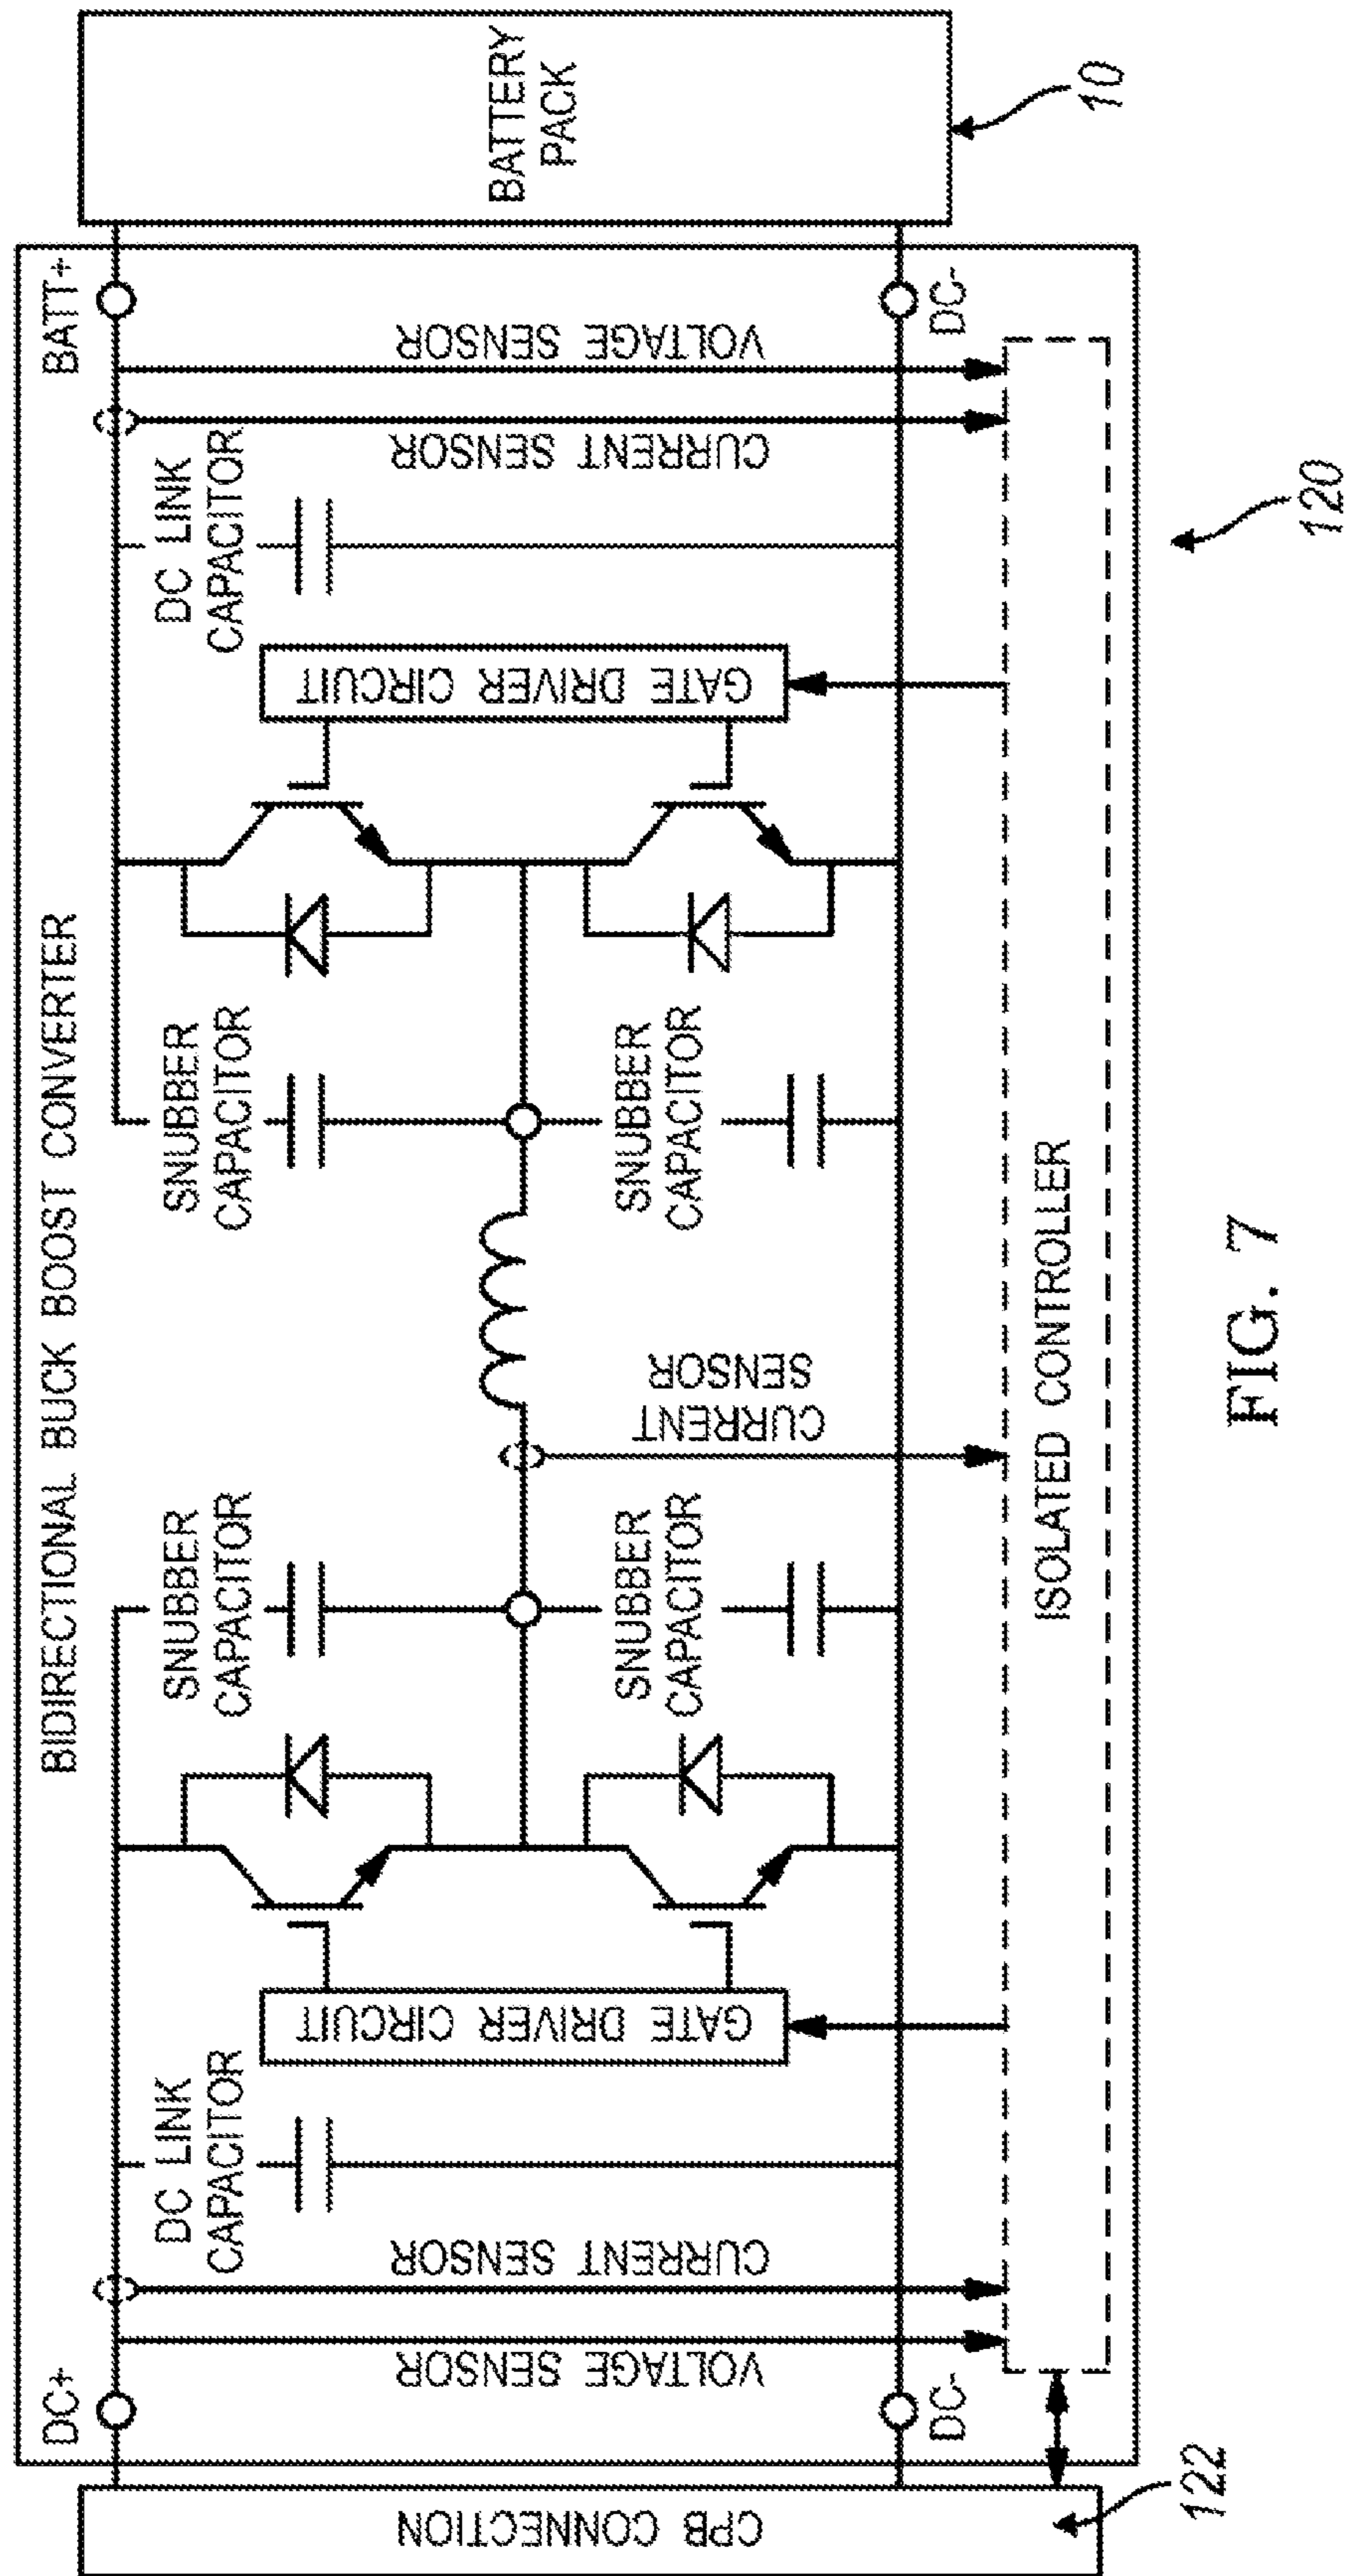 BIDIRECTIONAL BUCK BOOST CONVERTER
DC+
BATT+
CPB CONNECTION
VOLTAGE SENSOR
CURRENT SENSOR
DC LINK
CAPACITOR
GATE DRIVER CIRCUIT
SNUBBER
CAPACITOR
SNUBBER
CAPACITOR
CURRENT
SENSOR
SNUBBER
CAPACITOR
SNUBBER
CAPACITOR
GATE DRIVER CIRCUIT
DC LINK
CAPACITOR
CURRENT SENSOR
VOLTAGE SENSOR
BATTERY
PACK
DC-
DC-
ISOLATED CONTROLLER
122
120
10
FIG. 7